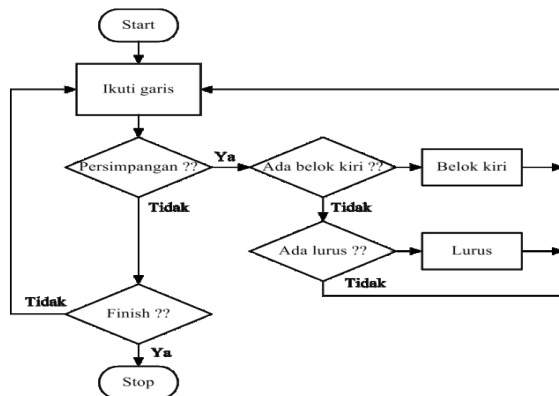 Start
Ikuti garis
Persimpangan ??
Ya
Ada belok kiri ??
Belok kiri
Tidak
Tidak
Ada lurus ??
Lurus
Tidak
Tidak
Finish ??
Ya
Stop